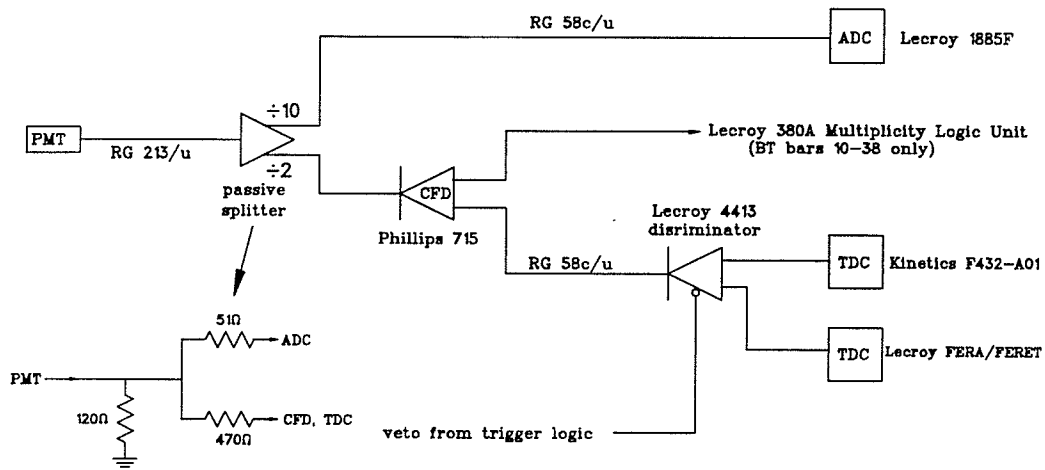 RG 58c/u
ADC
Lecroy 1885F
÷10
PMT
RG 213/u
÷2
Lecroy 380A Multiplicity Logic Unit
(BT bars 10-38 only)
passive
splitter
CFD
Phillips 715
Lecroy 4413
disriminator
RG 58c/u
TDC
Kinetics F432-A01
51Ω
ADC
TDC
Lecroy FERA/FERET
PMT
120Ω
470Ω
CFD, TDC
veto from trigger logic